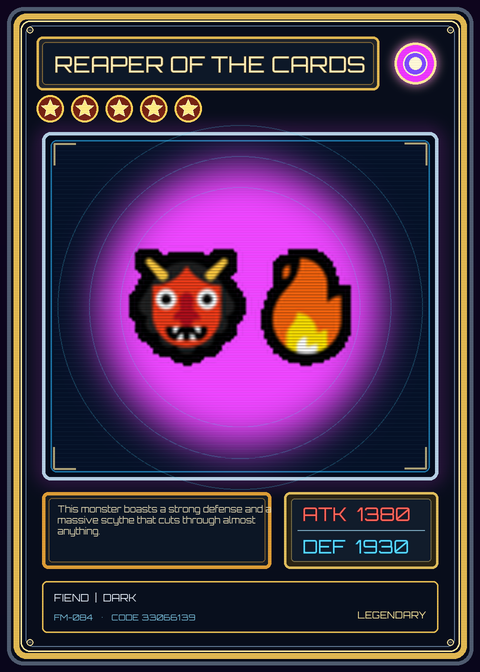 REAPER OF THE CARDS
This monster boasts a strong defense and a
massive scythe that cuts through almost
anything.
ATK 1380
DEF 1930
FIEND | DARK
FM-084 · CODE 33066139
LEGENDARY